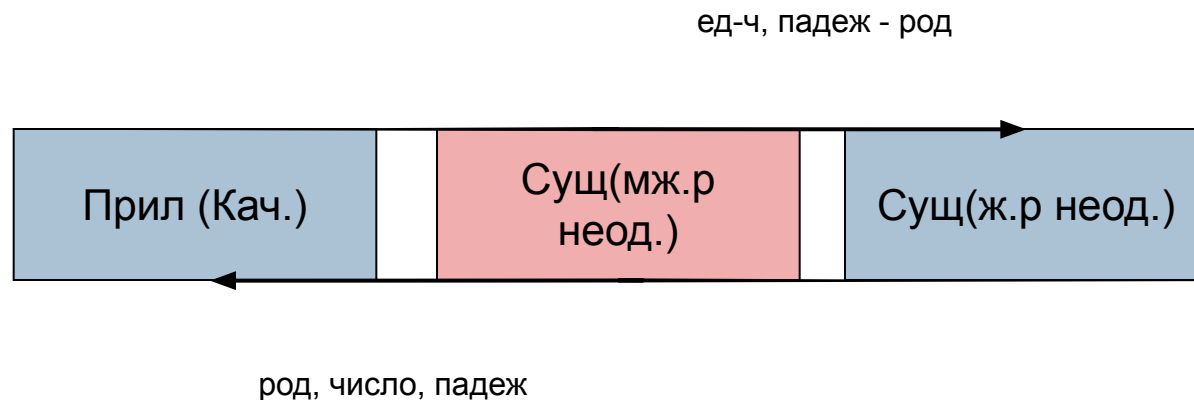 ед-ч, падеж - род
Прил (Кач.)
Сущ(мж.р
неод.)
Сущ(ж.р неод.)
род, число, падеж